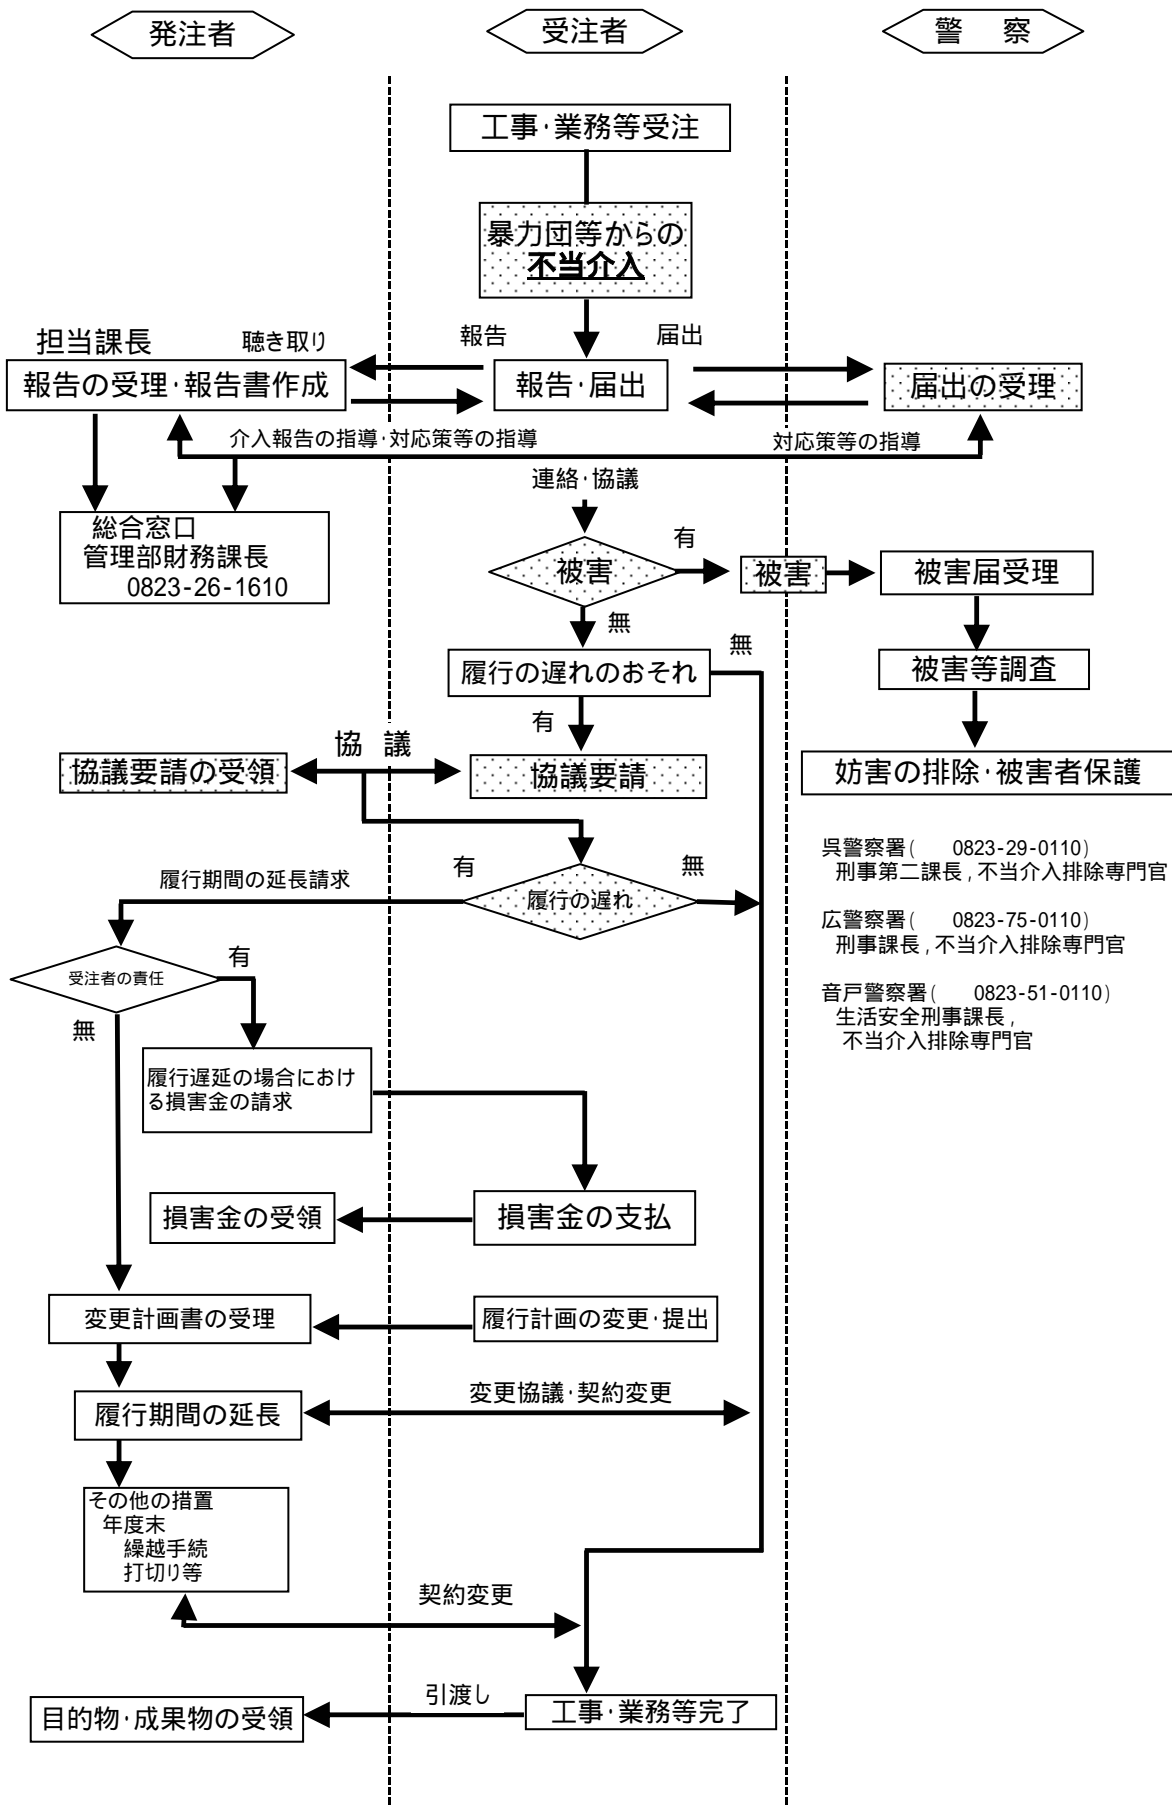 発注者
受注者
警 察
工事・業務等受注
暴力団等からの
不当介入
担当課長
聴き取り
報告
届出
報告の受理・報告書作成
報告・届出
届出の受理
介入報告の指導・対応策等の指導
対応策等の指導
連絡・協議
総合窓口
管理部財務課長
0823-26-1610
被害
有
被害
被害届受理
無
履行の遅れのおそれ
無
被害等調査
有
協 議
協議要請の受領
協議要請
妨害の排除・被害者保護
呉警察署( 0823-29-0110)
刑事第二課長,不当介入排除専門官
広警察署( 0823-75-0110)
刑事課長,不当介入排除専門官
音戸警察署( 0823-51-0110)
生活安全刑事課長,
不当介入排除専門官
履行期間の延長請求
有
履行の遅れ
無
受注者の責任
有
無
履行遅延の場合におけ
る損害金の請求
損害金の受領
損害金の支払
変更計画書の受理
履行計画の変更・提出
履行期間の延長
変更協議・契約変更
その他の措置
年度末
繰越手続
打切り等
契約変更
目的物・成果物の受領
引渡し
工事・業務等完了